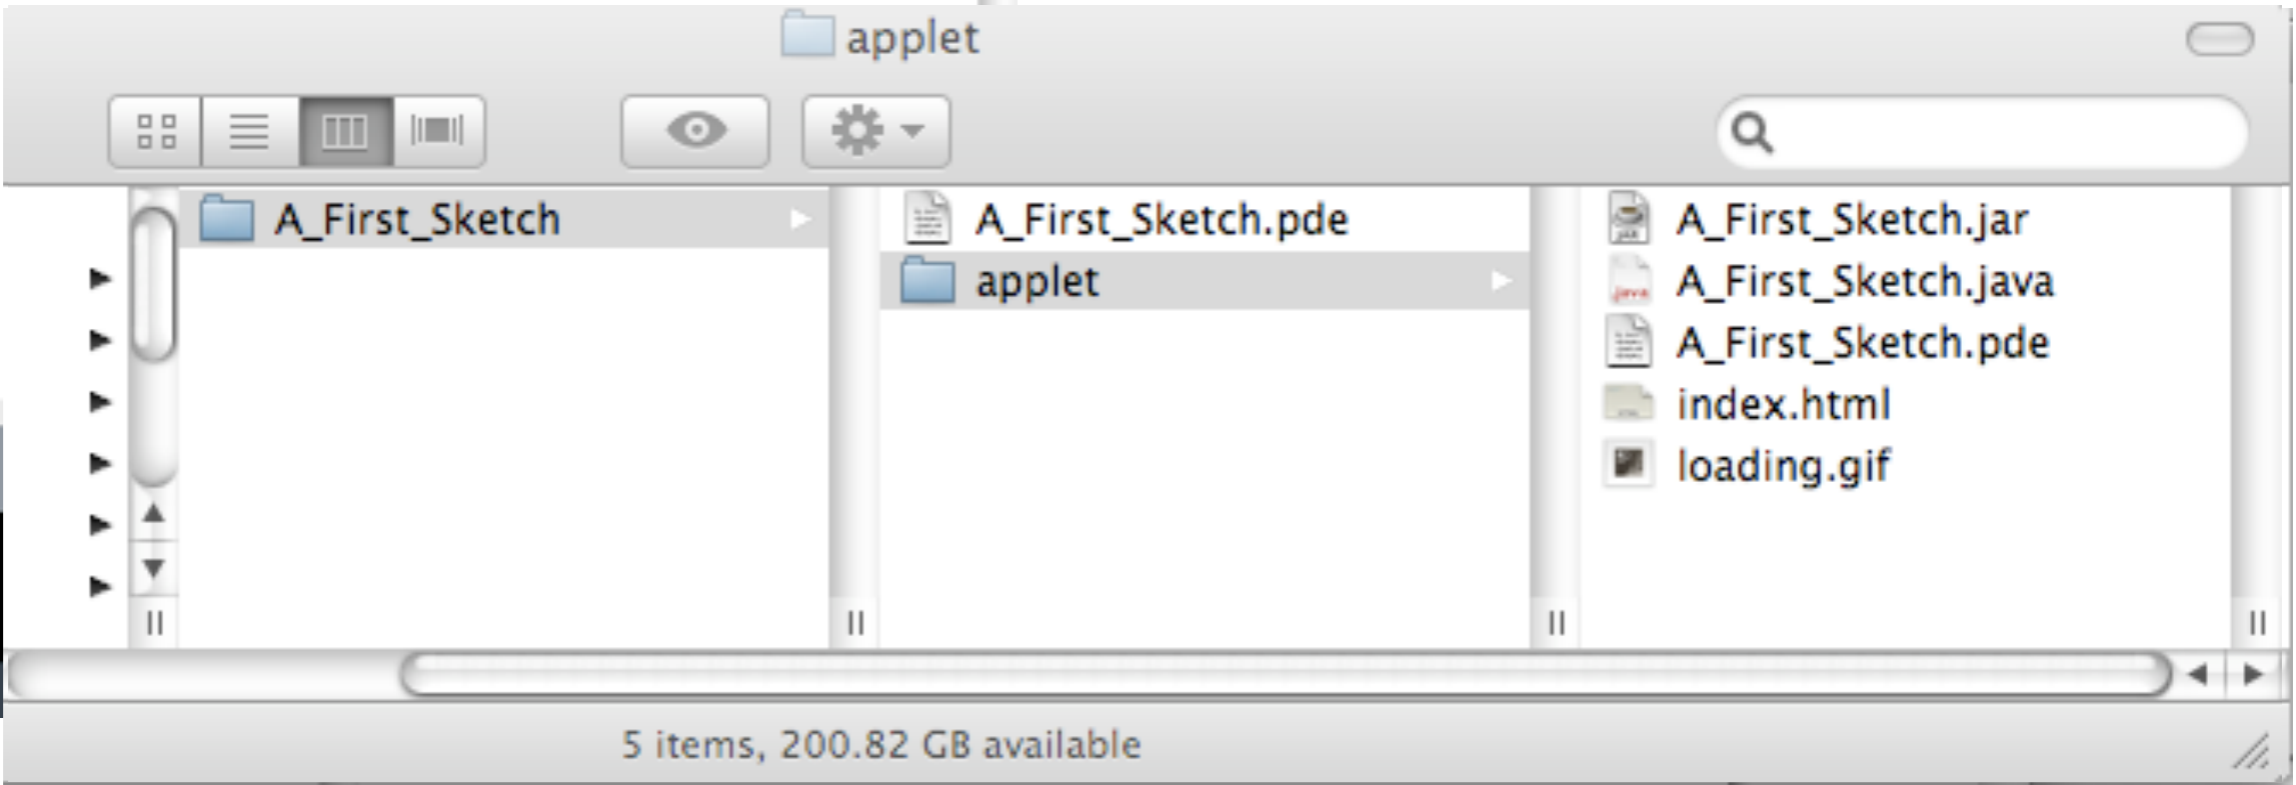 applet
A_First_Sketch
A_First_Sketch.pde
applet
A_First_Sketch.jar
A_First_Sketch.java
A_First_Sketch.pde
index.html
loading.gif
5 items, 200.82 GB available